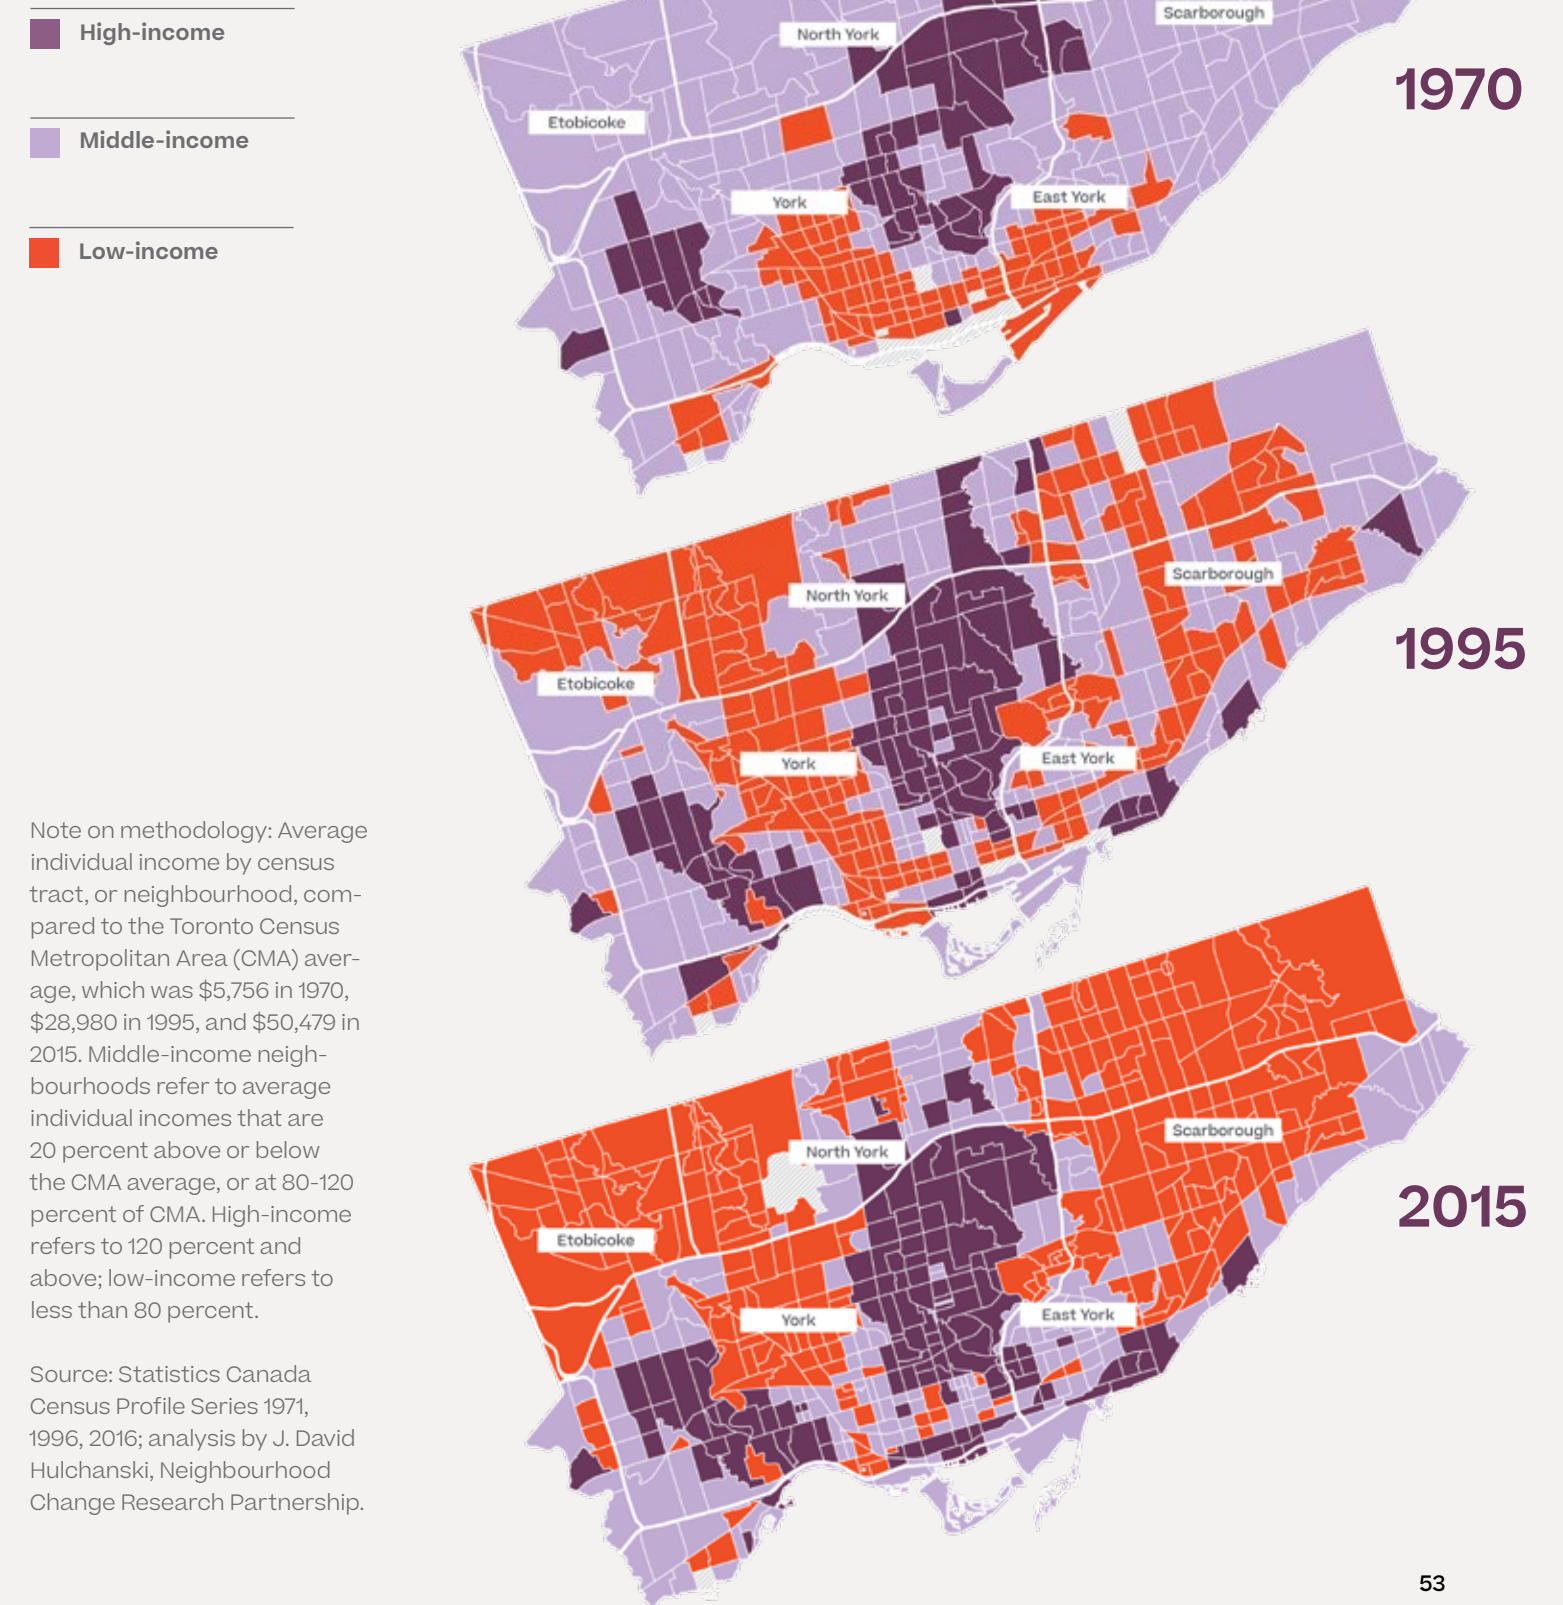 High-income
Middle-income
Low-income
Scarborough
North York
Etobicoke
York
East York
1970
Scarborough
North York
Etobicoke
York
East York
1995
Scarborough
North York
Etobicoke
York
East York
2015
Note on methodology: Average
individual income by census
tract, or neighbourhood, com-
pared to the Toronto Census
Metropolitan Area (CMA) aver-
age, which was $5,756 in 1970,
$28,980 in 1995, and $50,479 in
2015. Middle-income neigh-
bourhoods refer to average
individual incomes that are
20 percent above or below
the CMA average, or at 80-120
percent of CMA. High-income
refers to 120 percent and
above; low-income refers to
less than 80 percent.
Source: Statistics Canada
Census Profile Series 1971,
1996, 2016; analysis by J. David
Hulchanski, Neighbourhood
Change Research Partnership.
53